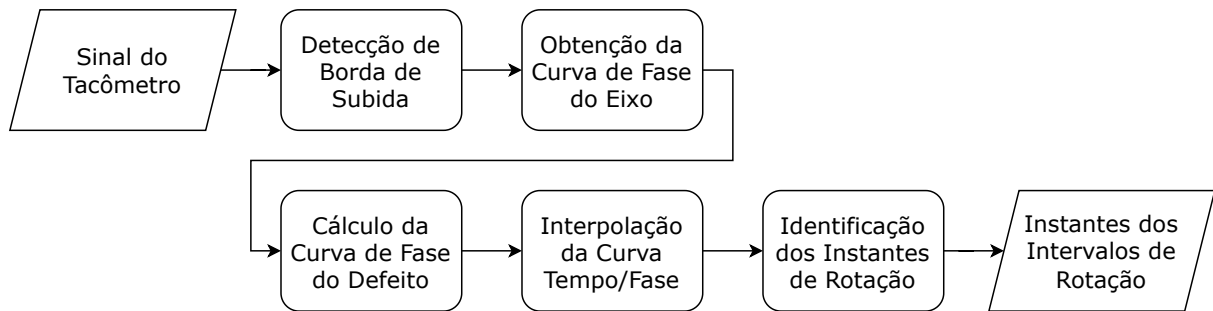 Sinal do
Tacômetro
Detecção de
Borda de
Subida
Obtenção da
Curva de Fase
do Eixo
Cálculo da
Curva de Fase
do Defeito
Interpolação
da Curva
Tempo/Fase
Identificação
dos Instantes
de Rotação
Instantes dos
Intervalos de
Rotação